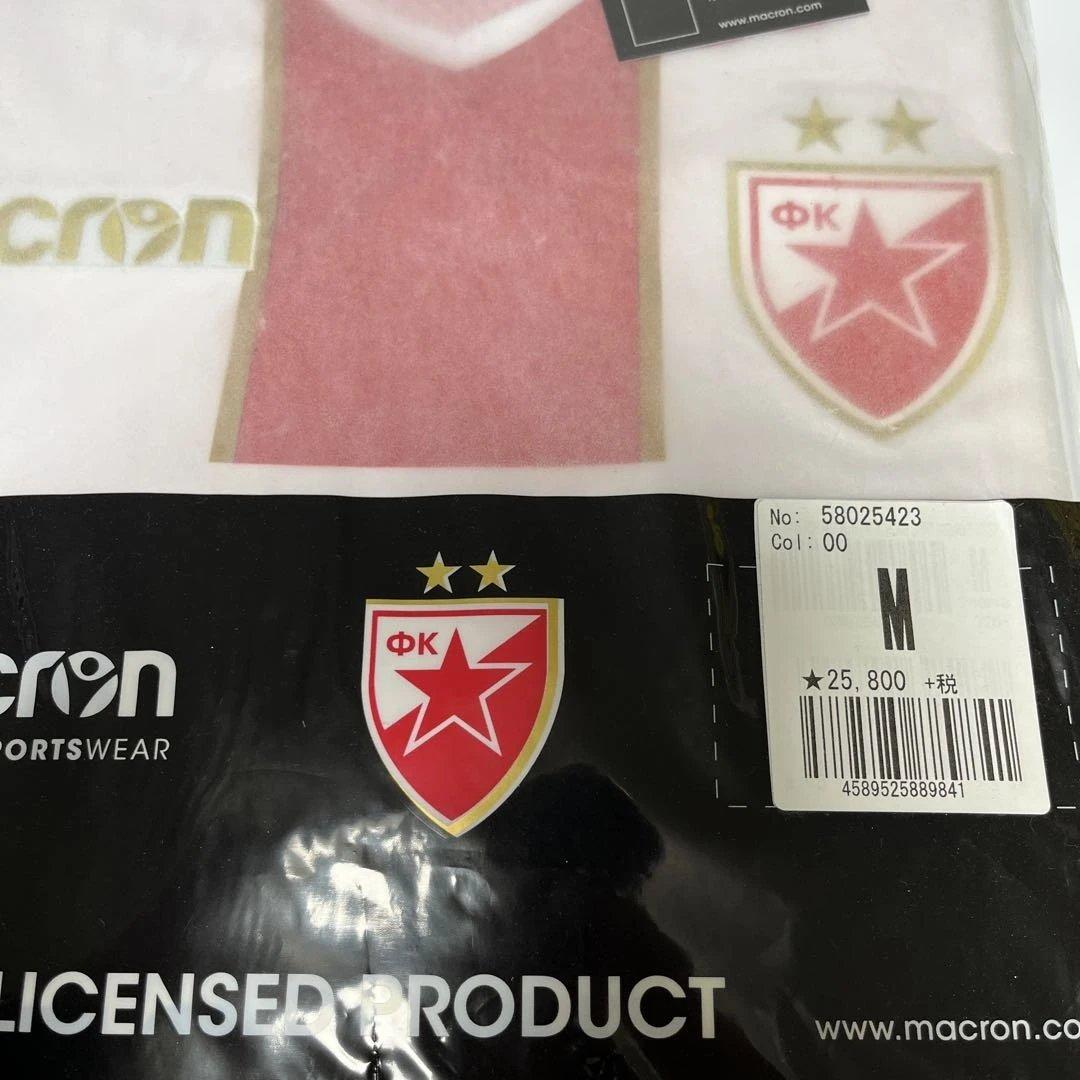 www.macron.com
cron
ФК
No: 58025423
Col: 00
M
★25,800 +税
4589525889841
ФК
cron
PORTSWEAR
LICENSED PRODUCT
www.macron.co